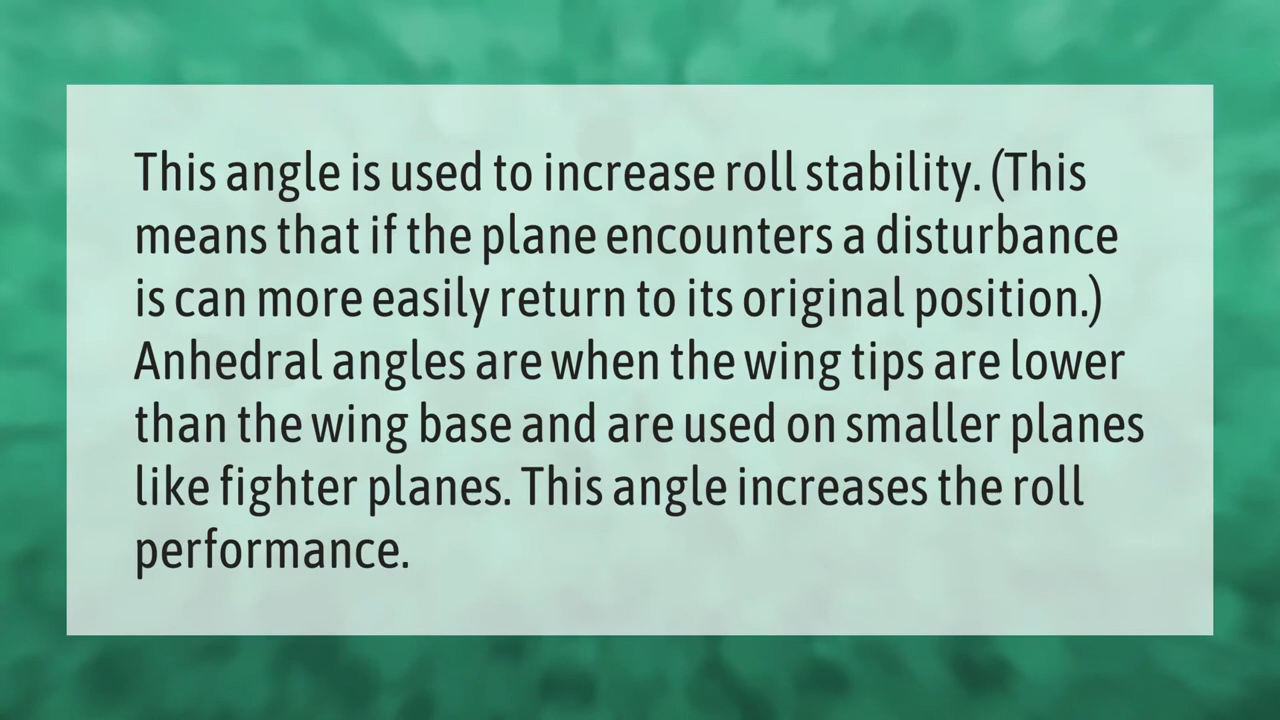 This angle is used to increase roll stability. (This
means that if the plane encounters a disturbance
is can more easily return to its original position.)
Anhedral angles are when the wing tips are lower
than the wing base and are used on smaller planes
like fighter planes. This angle increases the roll
performance.